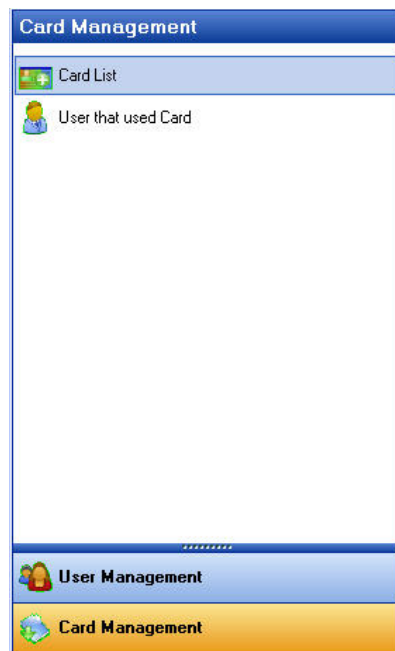 Card Management
Card List
User that used Card
User Management
Card Management